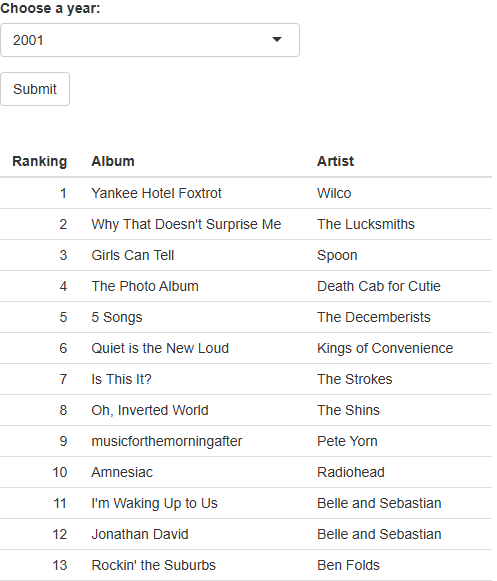 Choose a year:
2001
Submit
Ranking Album Artist
1 Yankee Hotel Foxtrot Wilco
2 Why That Doesn't Surprise Me The Lucksmiths
3 Girls Can Tell Spoon
4 The Photo Album Death Cab for Cutie
5 5 Songs The Decemberists
6 Quiet is the New Loud Kings of Convenience
7 Is This It? The Strokes
8 Oh, Inverted World The Shins
9 musicforthemorningafter Pete Yorn
10 Amnesiac Radiohead
11 I'm Waking Up to Us Belle and Sebastian
12 Jonathan David Belle and Sebastian
13 Rockin' the Suburbs Ben Folds